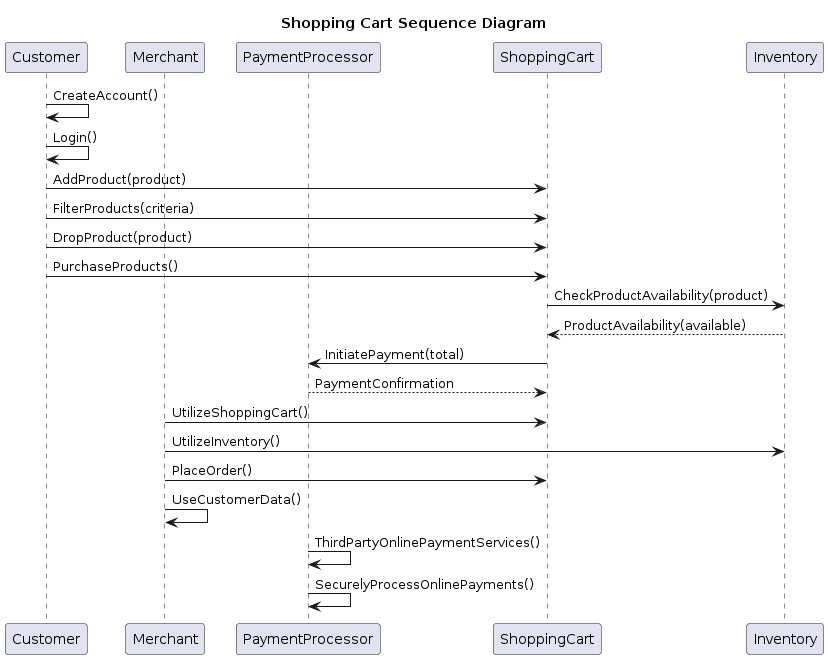 Shopping Cart Sequence Diagram
Customer Merchant PaymentProcessor ShoppingCart Inventory
CreateAccount()
Login()
AddProduct(product)
FilterProducts(criteria)
DropProduct(product)
PurchaseProducts()
CheckProductAvailability(product)
ProductAvailability(available)
InitiatePayment(total)
PaymentConfirmation
UtilizeShoppingCart()
UtilizeInventory()
PlaceOrder()
UseCustomerData()
ThirdPartyOnlinePaymentServices()
SecurelyProcessOnlinePayments()
Customer Merchant PaymentProcessor ShoppingCart Inventory